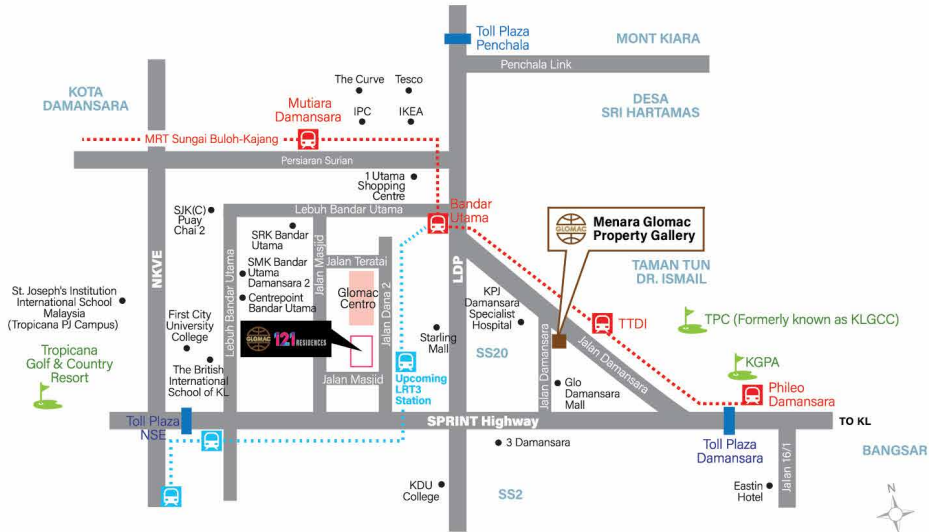 Toll Plaza
Penchala
MONT KIARA
Penchala Link
KOTA
DAMANSARA
The Curve
Tesco
IPC
IKEA
Mutiara
Damansara
DESA
SRI HARTAMAS
MRT Sungai Buloh-Kajang
Persiaran Surian
1 Utama
Shopping
Centre
Lebuh Bandar Utama
Bandar
Utama
SJK(C)
Puay
Chai 2
SRK Bandar
Utama
Jalan Masjid
Jalan Teratai
GLOMAC
Menara Glomac
Property Gallery
NKVE
Lebuh Bandar Utama
SMK Bandar
Utama
Damansara 2
Centrepoint
Bandar Utama
Glomac
Centro
Jalan Dana 2
LDP
TAMAN TUN
DR. ISMAIL
St. Joseph's Institution
International School
Malaysia
(Tropicana PJ Campus)
First City
University
College
GLOMAC
121 RESIDENCES
KPJ
Damansara
Specialist
Hospital
TTDI
TPC (Formerly known as KLGCC)
Starling
Mall
SS20
Jalan Damansara
Jalan Damansara
Tropicana
Golf & Country
Resort
The British
International
School of KL
Jalan Masjid
Upcoming
LRT3
Station
Glo
Damansara
Mall
KGPA
Phileo
Damansara
Toll Plaza
NSE
SPRINT Highway
TO KL
3 Damansara
Toll Plaza
Damansara
BANGSAR
Jalan 16/1
KDU
College
SS2
Eastin
Hotel
N